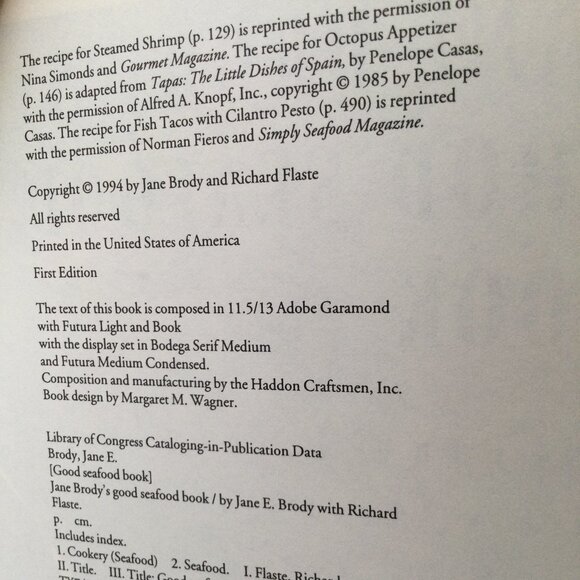 The recipe for Steamed Shrimp (p. 129) is reprinted with the permission of
Nina Simonds and Gourmet Magazine. The recipe for Octopus Appetizer
(p. 146) is adapted from Tapas: The Little Dishes of Spain, by Penelope Casas,
with the permission of Alfred A. Knopf, Inc., copyright © 1985 by Penelope
Casas. The recipe for Fish Tacos with Cilantro Pesto (p. 490) is reprinted
with the permission of Norman Fieros and Simply Seafood Magazine.
Copyright © 1994 by Jane Brody and Richard Flaste
All rights reserved
Printed in the United States of America
First Edition
The text of this book is composed in 11.5/13 Adobe Garamond
with Futura Light and Book
with the display set in Bodega Serif Medium
and Futura Medium Condensed.
Composition and manufacturing by the Haddon Craftsmen, Inc.
Book design by Margaret M. Wagner.
Library of Congress Cataloging-in-Publication Data
Brody, Jane E.
[Good seafood book]
Jane Brody's good seafood book / by Jane E. Brody with Richard
Flaste.
p. cm.
Includes index.
1. Cookery (Seafood) 2. Seafood. I. Flaste,
II. Title. III. Title: